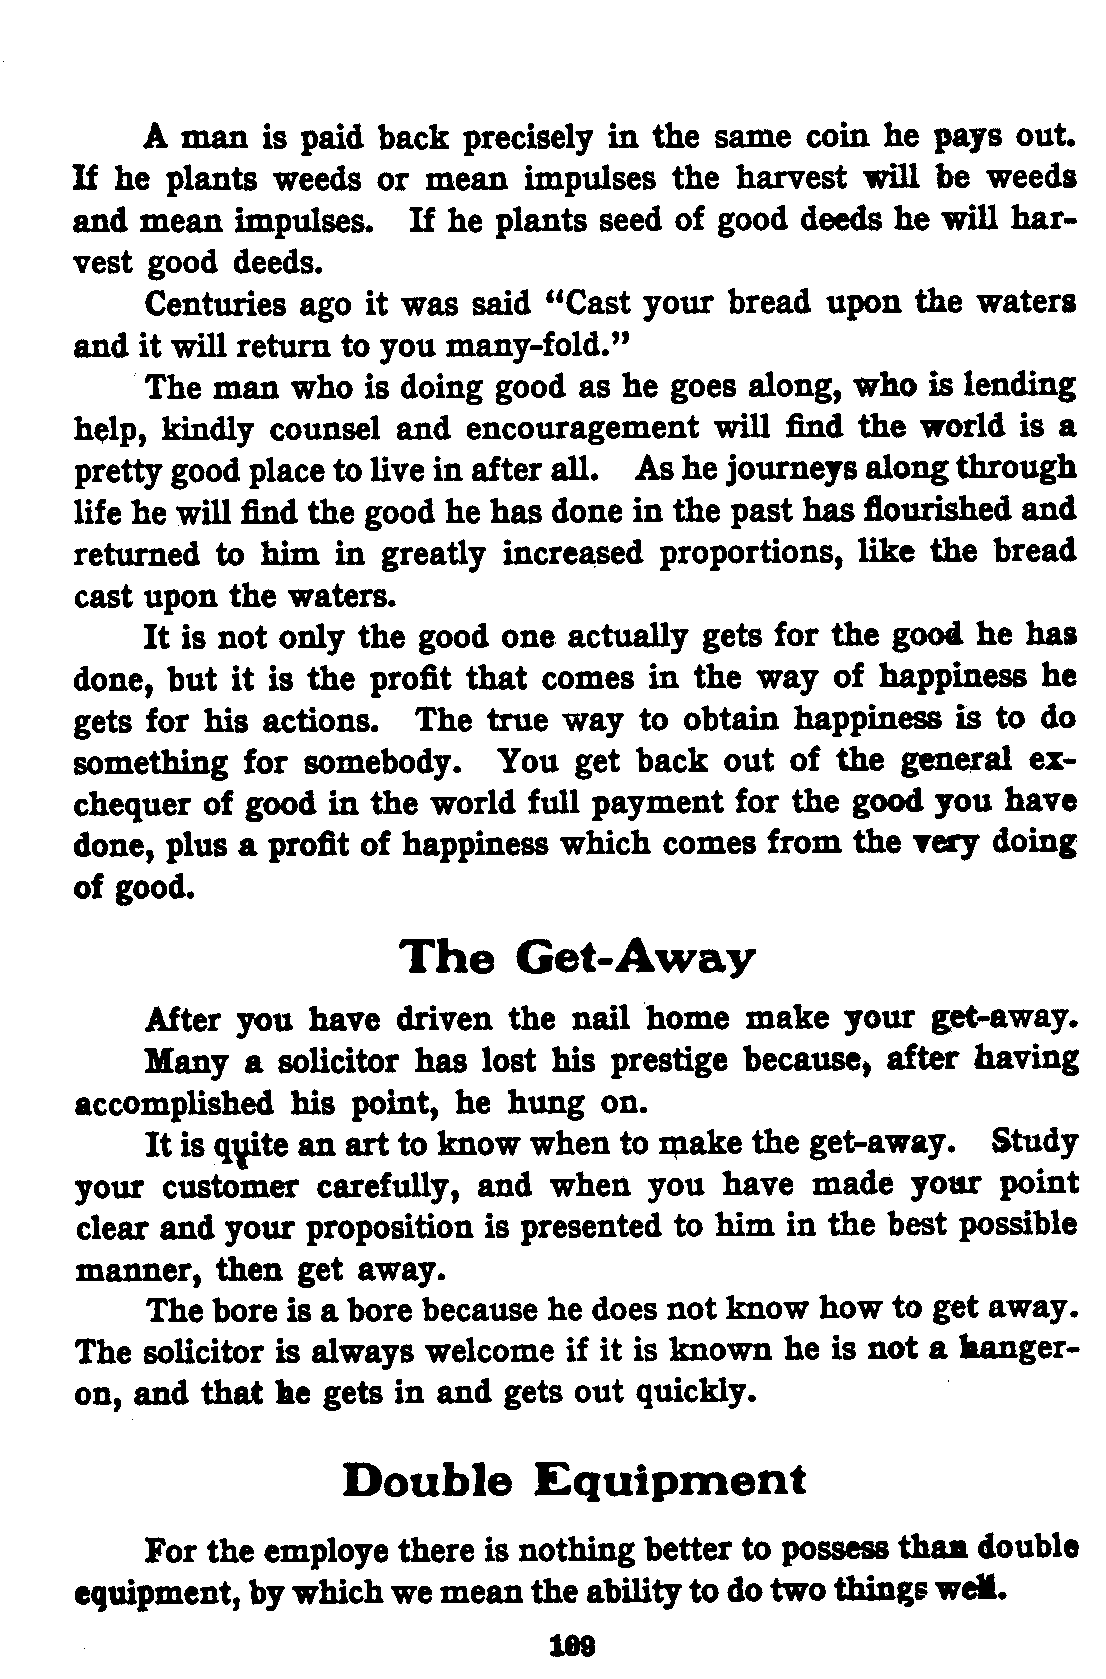 A man is paid back precisely in the same coin he pays out.
If he plants weeds or mean impulses the harvest will be weeds
and mean impulses. If he plants seed of good deeds he will har-
vest good deeds.
Centuries ago it was said “Cast your bread upon the waters
and it will return to you many-fold.”
The man who is doing good as he goes along, who is lending
help, kindly counsel and encouragement will find the world is a
pretty good place to live in after all. As he journeys along through
life he will find the good he has done in the past has flourished and
returned to him in greatly increased proportions, like the bread
cast upon the waters.
It is not only the good one actually gets for the good he has
done, but it is the profit that comes in the way of happiness he
gets for his actions. The true way to obtain happiness is to do
something for somebody. You get back out of the general ex-
chequer of good in the world full payment for the good you have
done, plus a profit of happiness which comes from the very doing
of good.
The Get-Away
After you have driven the nail home make your get-away.
Many a solicitor has lost his prestige because, after having
accomplished his point, he hung on.
It is quite an art to know when to make the get-away. Study
your customer carefully, and when you have made your point
clear and your proposition is presented to him in the best possible
manner, then get away.
The bore is a bore because he does not know how to get away.
The solicitor is always welcome if it is known he is not a hanger-
on, and that he gets in and gets out quickly.
Double Equipment
For the employe there is nothing better to possess than double
equipment, by which we mean the ability to do two things well.
109